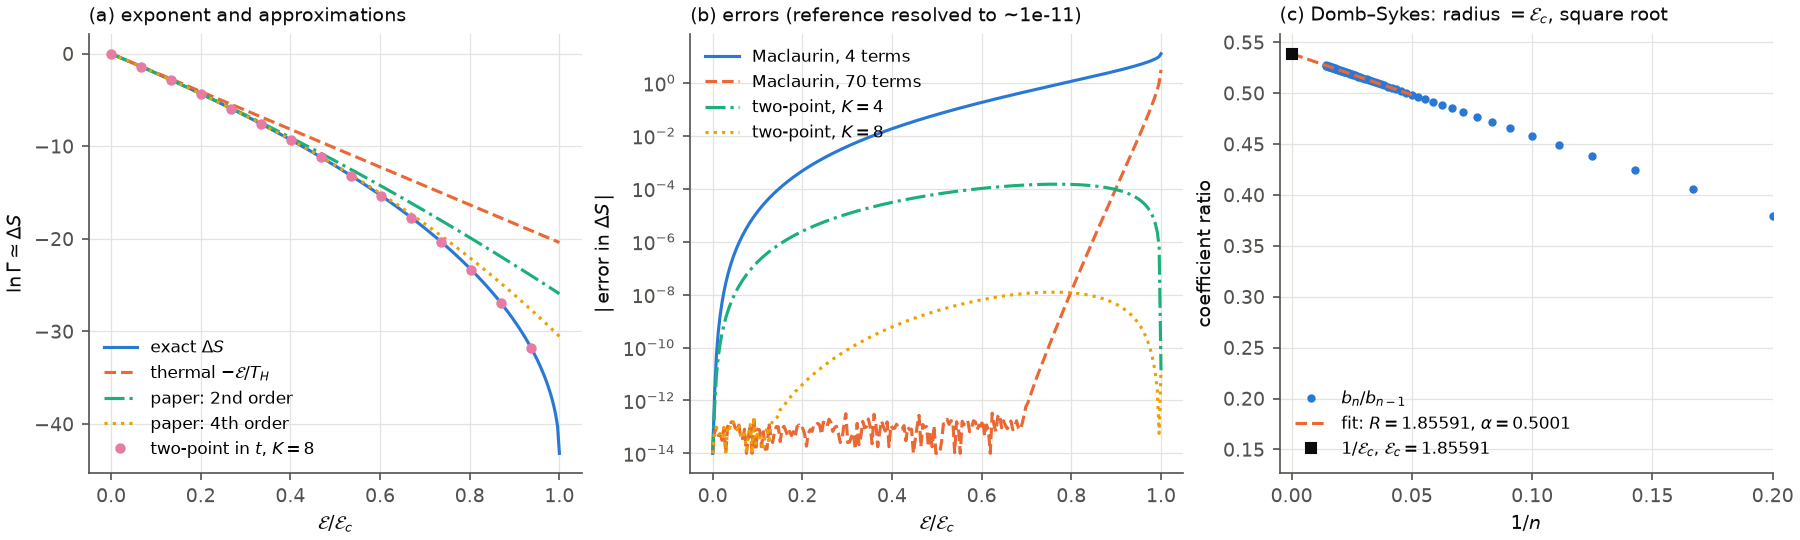 (a) exponent and approximations
0
−10
−20
−30
−40
ln Γ ≃ ΔS
exact ΔS
thermal −ℰ/T_H
paper: 2nd order
paper: 4th order
two-point in t, K = 8
0.0 0.2 0.4 0.6 0.8 1.0
ℰ/ℰ_c
(b) errors (reference resolved to ~1e-11)
Maclaurin, 4 terms
Maclaurin, 70 terms
two-point, K = 4
two-point, K = 8
10^0
10^−2
10^−4
10^−6
10^−8
10^−10
10^−12
10^−14
|error in ΔS|
0.0 0.2 0.4 0.6 0.8 1.0
ℰ/ℰ_c
(c) Domb–Sykes: radius = ℰ_c, square root
0.55
0.50
0.45
0.40
0.35
0.30
0.25
0.20
0.15
coefficient ratio
b_n/b_{n−1}
fit: R = 1.85591, α = 0.5001
1/ℰ_c, ℰ_c = 1.85591
0.00 0.05 0.10 0.15 0.20
1/n